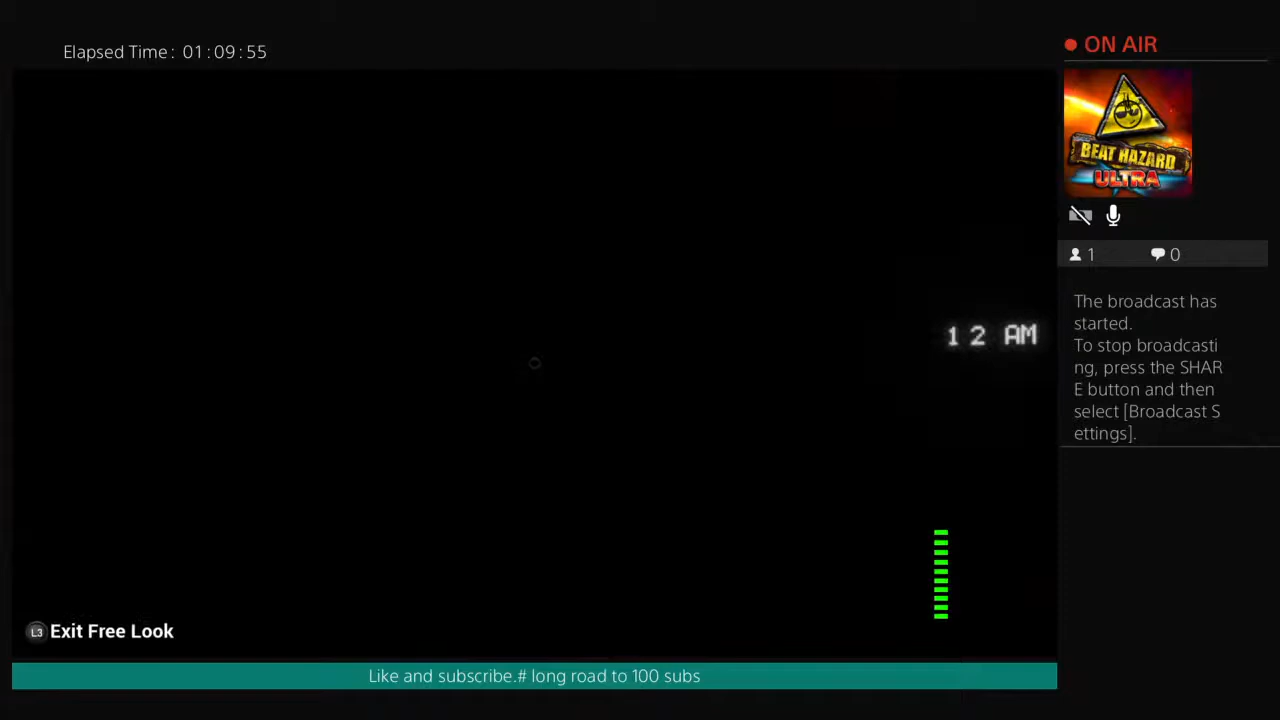 Elapsed Time: 01:09:55
ON AIR
BEAT HAZARD
ULTRA
1
0
The broadcast has
started.
To stop broadcasti
ng, press the SHAR
E button and then
select [Broadcast S
ettings].
12 AM
L3 Exit Free Look
Like and subscribe.# long road to 100 subs